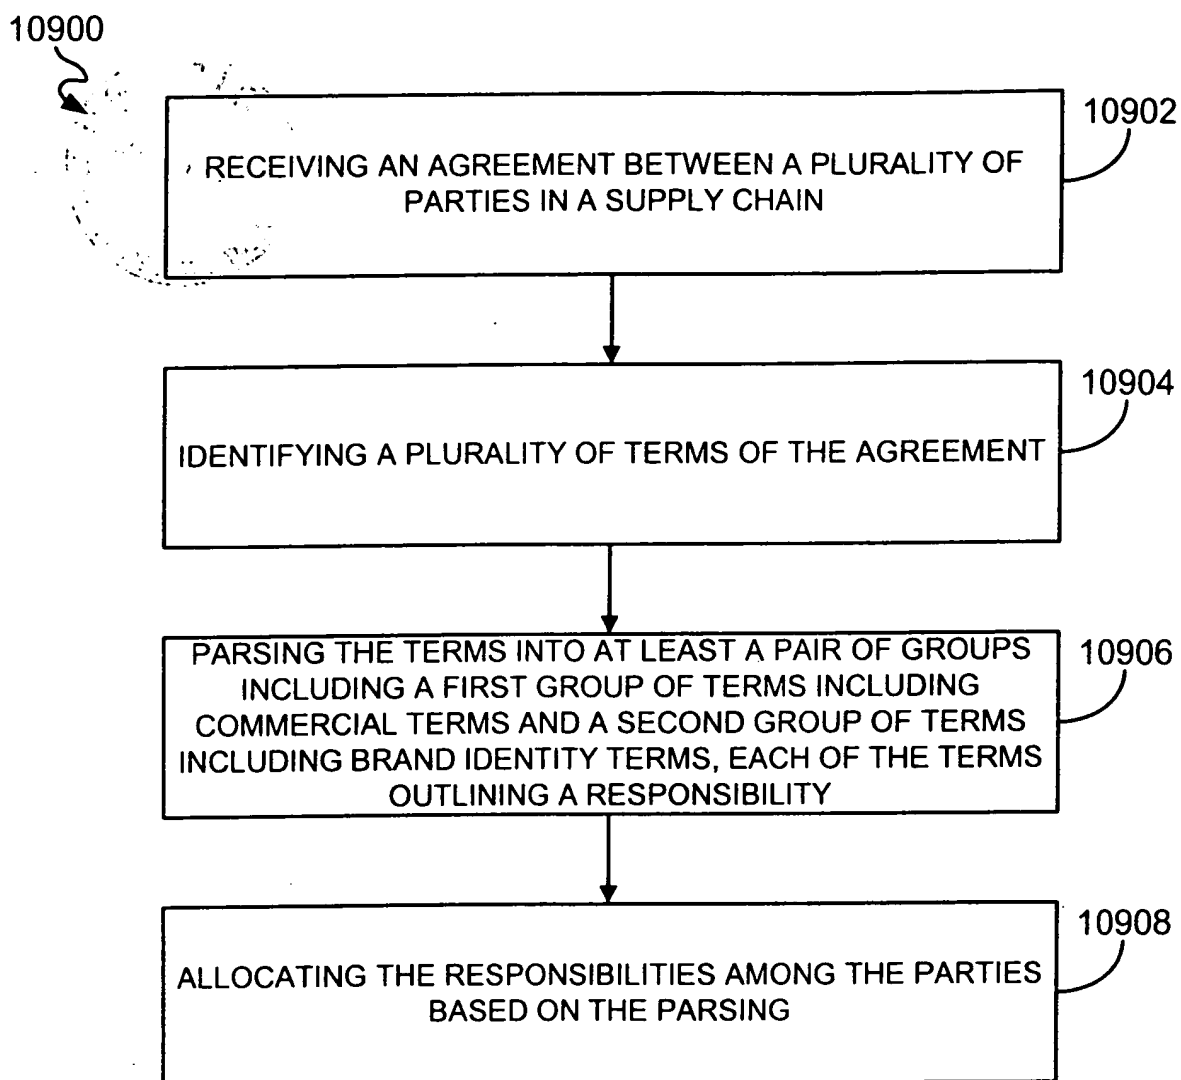 10900
10902
RECEIVING AN AGREEMENT BETWEEN A PLURALITY OF
PARTIES IN A SUPPLY CHAIN
10904
IDENTIFYING A PLURALITY OF TERMS OF THE AGREEMENT
10906
PARSING THE TERMS INTO AT LEAST A PAIR OF GROUPS
INCLUDING A FIRST GROUP OF TERMS INCLUDING
COMMERCIAL TERMS AND A SECOND GROUP OF TERMS
INCLUDING BRAND IDENTITY TERMS, EACH OF THE TERMS
OUTLINING A RESPONSIBILITY
10908
ALLOCATING THE RESPONSIBILITIES AMONG THE PARTIES
BASED ON THE PARSING